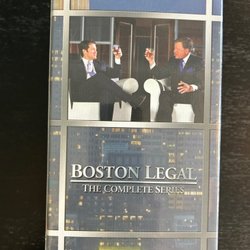 BOSTON LEGAL
THE COMPLETE SERIES